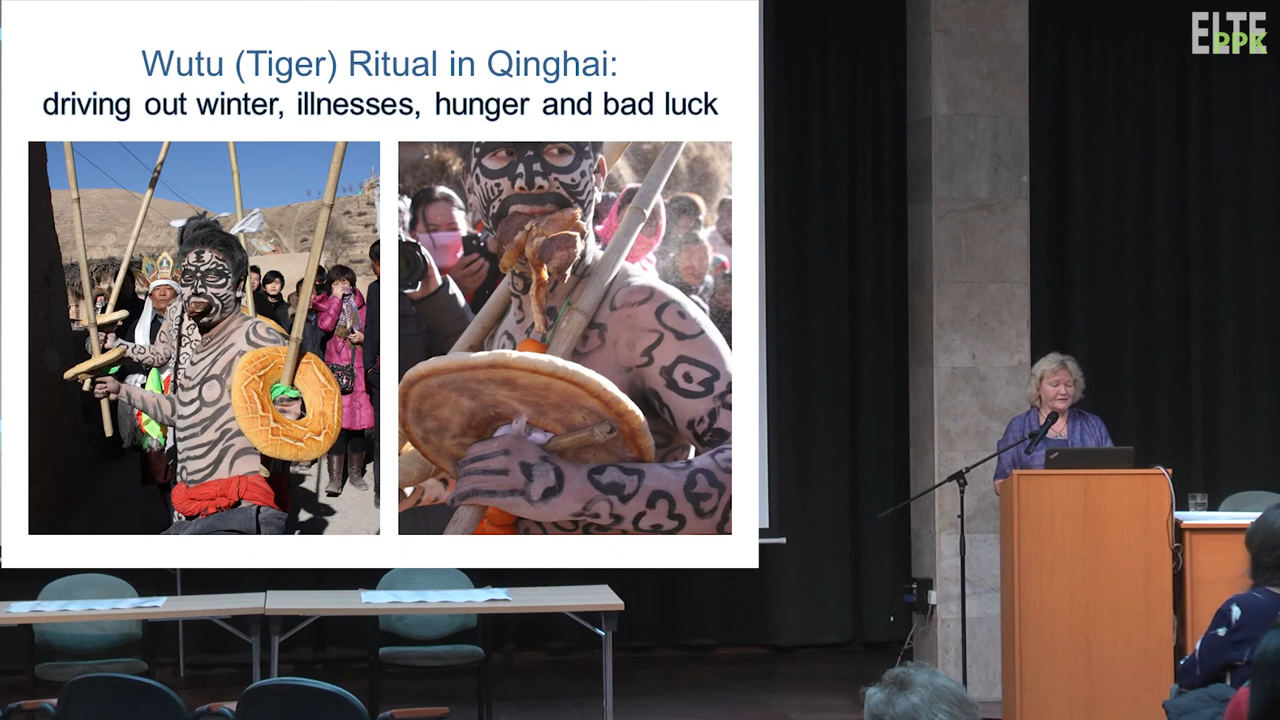 Wutu (Tiger) Ritual in Qinghai:
driving out winter, illnesses, hunger and bad luck
ELTE
PPK